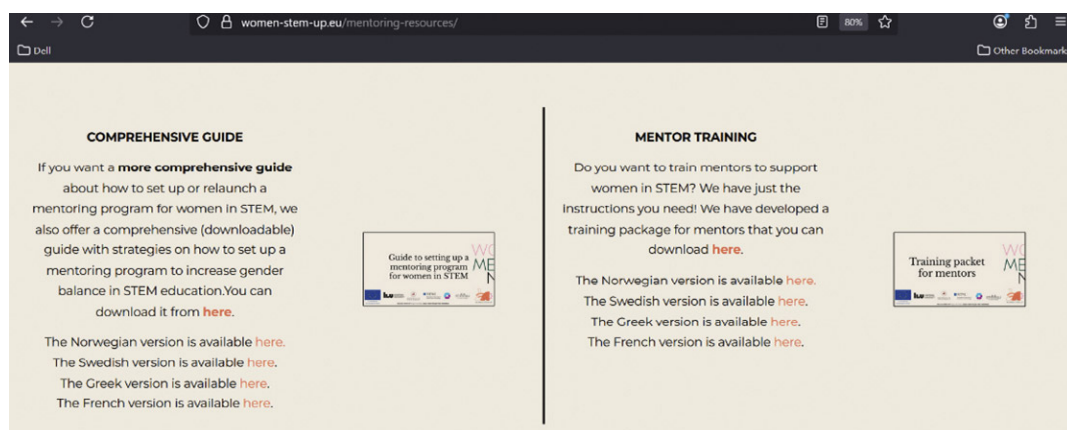 women-stem-up.eu/mentoring-resources/
80%
Dell
Other Bookmark
COMPREHENSIVE GUIDE
If you want a more comprehensive guide
about how to set up or relaunch a
mentoring program for women in STEM, we
also offer a comprehensive (downloadable)
guide with strategies on how to set up a
mentoring program to increase gender
balance in STEM education.You can
download it from here.
The Norwegian version is available here.
The Swedish version is available here.
The Greek version is available here.
The French version is available here.
Guide to setting up a
mentoring program
for women in STEM
WO
ME
N
MENTOR TRAINING
Do you want to train mentors to support
women in STEM? We have just the
instructions you need! We have developed a
training package for mentors that you can
download here.
The Norwegian version is available here.
The Swedish version is available here.
The Greek version is available here.
The French version is available here.
Training packet
for mentors
WO
ME
N